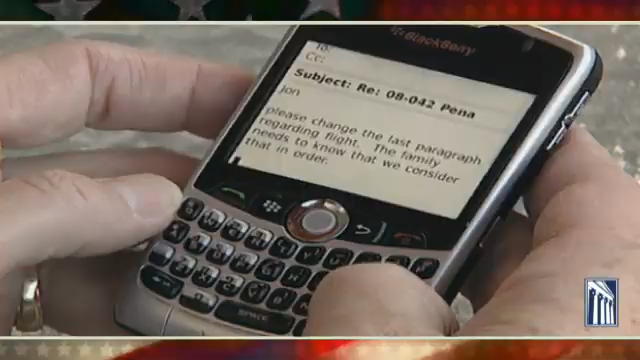 BlackBerry
To:
Cc:
Subject: Re: 08-042 Pena
Jon
please change the last paragraph
regarding flight. The family
needs to know that we consider
that in order.
SPACE